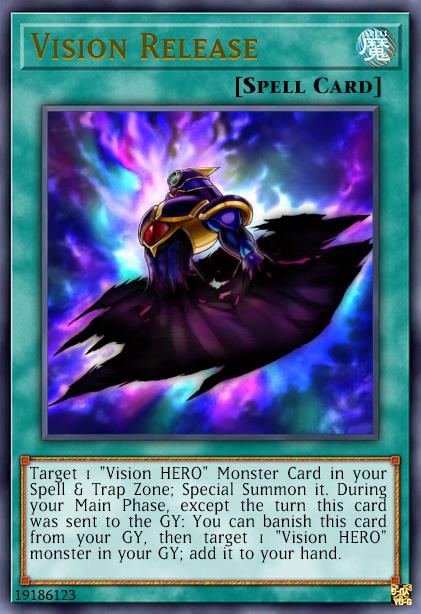 Vision Release
SPELL
魔
[Spell Card]
Target 1 "Vision HERO" Monster Card in your
Spell & Trap Zone; Special Summon it. During
your Main Phase, except the turn this card
was sent to the GY: You can banish this card
from your GY, then target 1 "Vision HERO"
monster in your GY; add it to your hand.
19186123